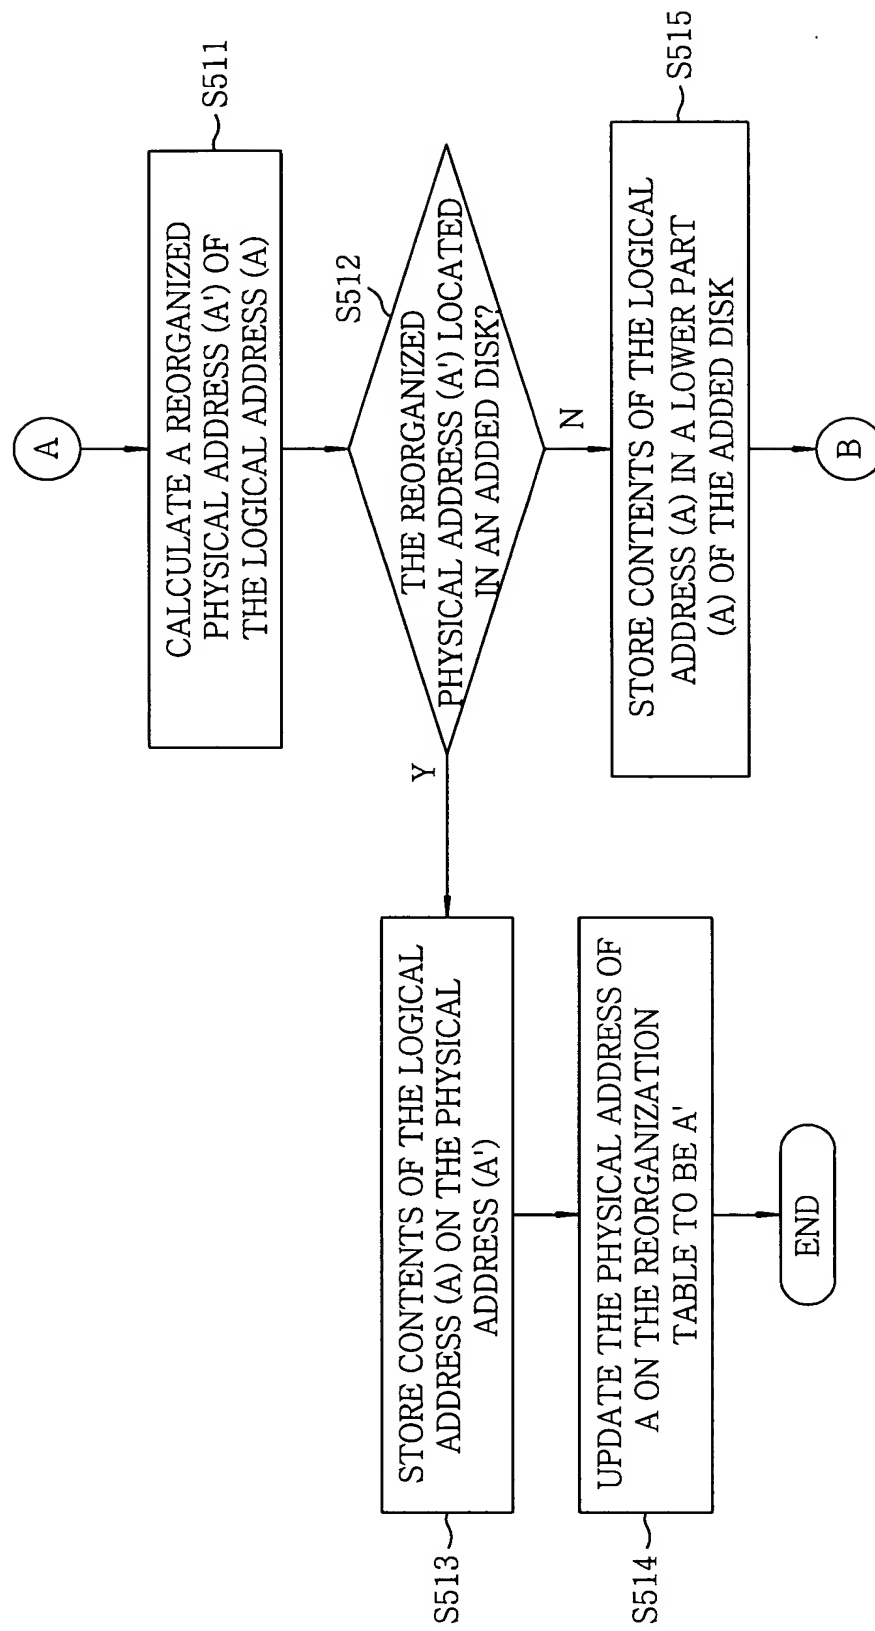 A
CALCULATE A REORGANIZED
PHYSICAL ADDRESS (A') OF
THE LOGICAL ADDRESS (A)
S511
S512
THE REORGANIZED
PHYSICAL ADDRESS (A') LOCATED
IN AN ADDED DISK?
Y
N
STORE CONTENTS OF THE LOGICAL
ADDRESS (A) ON THE PHYSICAL
ADDRESS (A')
S513
UPDATE THE PHYSICAL ADDRESS OF
A ON THE REORGANIZATION
TABLE TO BE A'
S514
END
STORE CONTENTS OF THE LOGICAL
ADDRESS (A) IN A LOWER PART
(A) OF THE ADDED DISK
S515
B